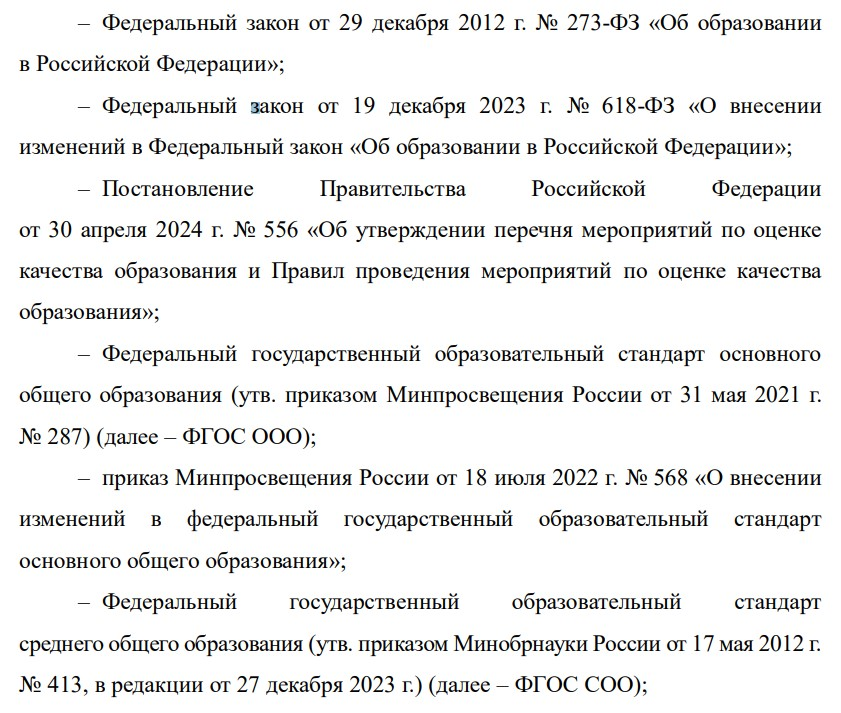 – Федеральный закон от 29 декабря 2012 г. № 273-ФЗ «Об образовании
в Российской Федерации»;
– Федеральный закон от 19 декабря 2023 г. № 618-ФЗ «О внесении
изменений в Федеральный закон «Об образовании в Российской Федерации»;
– Постановление Правительства Российской Федерации
от 30 апреля 2024 г. № 556 «Об утверждении перечня мероприятий по оценке
качества образования и Правил проведения мероприятий по оценке качества
образования»;
– Федеральный государственный образовательный стандарт основного
общего образования (утв. приказом Минпросвещения России от 31 мая 2021 г.
№ 287) (далее – ФГОС ООО);
– приказ Минпросвещения России от 18 июля 2022 г. № 568 «О внесении
изменений в федеральный государственный образовательный стандарт
основного общего образования»;
– Федеральный государственный образовательный стандарт
среднего общего образования (утв. приказом Минобрнауки России от 17 мая 2012 г.
№ 413, в редакции от 27 декабря 2023 г.) (далее – ФГОС СОО);